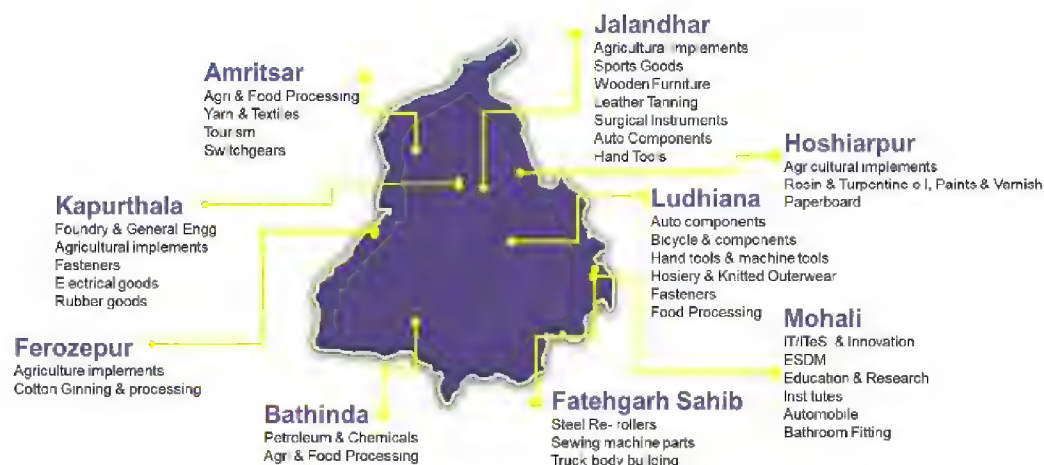 Jalandhar
Agricultural implements
Sports Goods
Wooden Furniture
Leather Tanning
Surgical Instruments
Auto Components
Hand Tools
Amritsar
Agri & Food Processing
Yarn & Textiles
Tourism
Switchgears
Hoshiarpur
Agricultural implements
Rosin & Turpentine oil, Paints & Varnish
Paperboard
Kapurthala
Foundry & General Engg
Agricultural implements
Fasteners
Electrical goods
Rubber goods
Ludhiana
Auto components
Bicycle & components
Hand tools & machine tools
Hosiery & Knitted Outerwear
Fasteners
Food Processing
Mohali
IT/ITeS & Innovation
ESDM
Education & Research
Institutes
Automobile
Bathroom Fitting
Ferozepur
Agriculture implements
Cotton Ginning & processing
Bathinda
Petroleum & Chemicals
Agri & Food Processing
Fatehgarh Sahib
Steel Re-rollers
Sewing machine parts
Truck body building